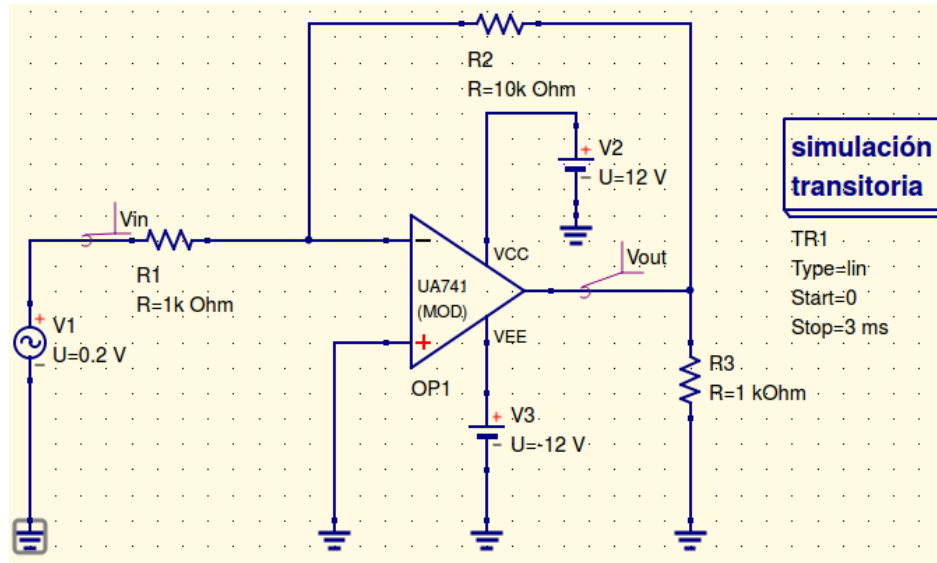 R2
R=10k Ohm
V2
U=12 V
simulación
transitoria
Vin
R1
R=1k Ohm
VCC
UA741
(MOD)
VEE
OP1
Vout
TR1
Type=lin
Start=0
Stop=3 ms
V1
U=0.2 V
R3
R=1 kOhm
V3
U=-12 V